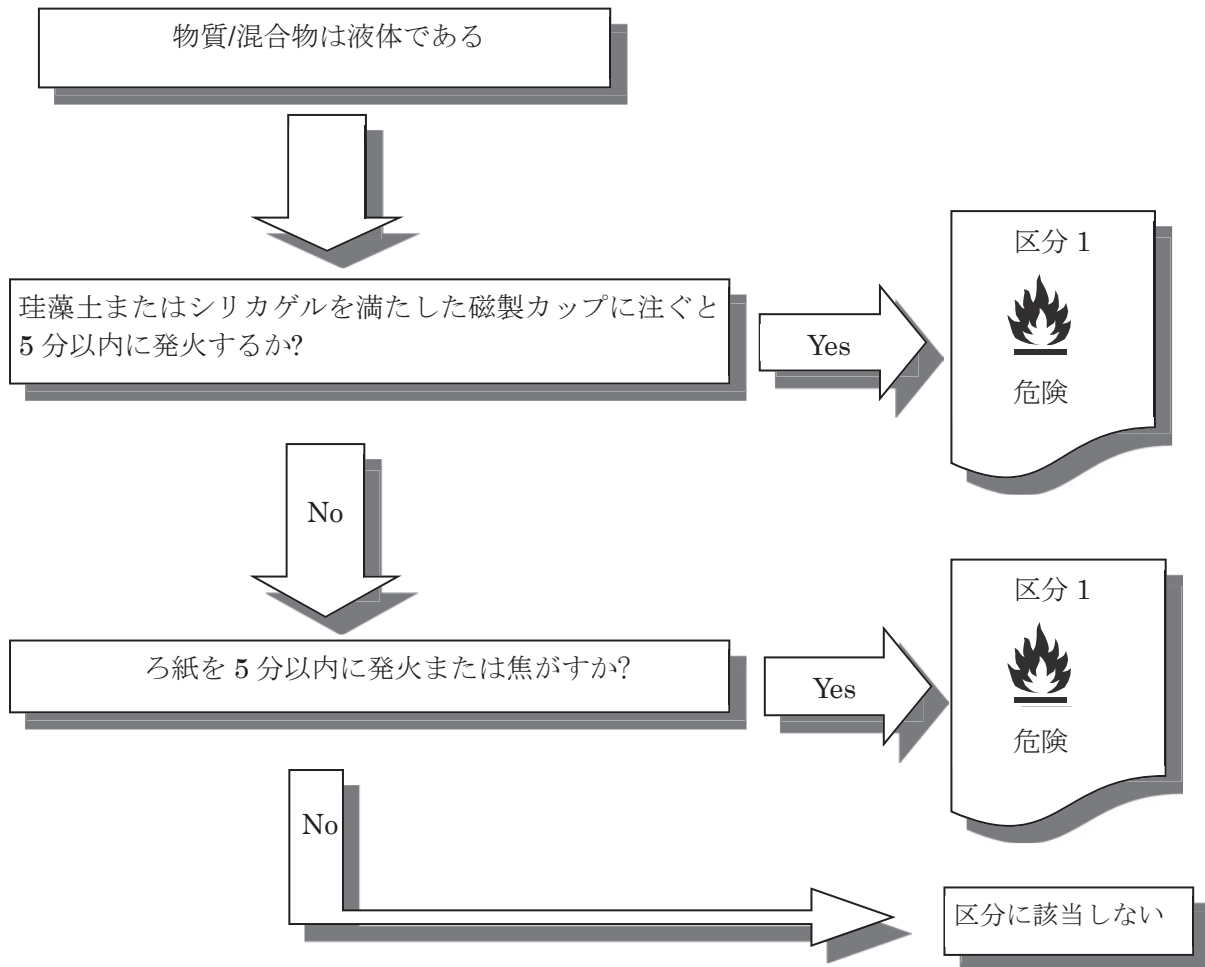 物質/混合物は液体である
珪藻土またはシリカゲルを満たした磁製カップに注ぐと
5 分以内に発火するか?
Yes
区分 1
危険
No
ろ紙を 5 分以内に発火または焦がすか?
Yes
区分 1
危険
No
区分に該当しない